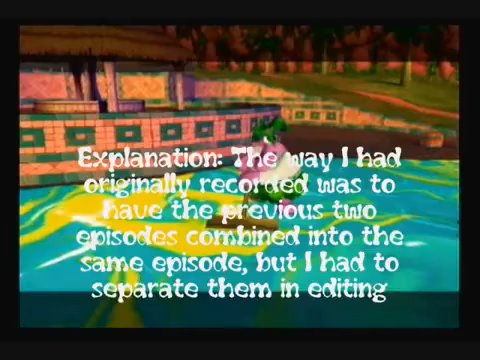 Explanation: The way I had
originally recorded was to
have the previous two
episodes combined into the
same episode, but I had to
separate them in editing